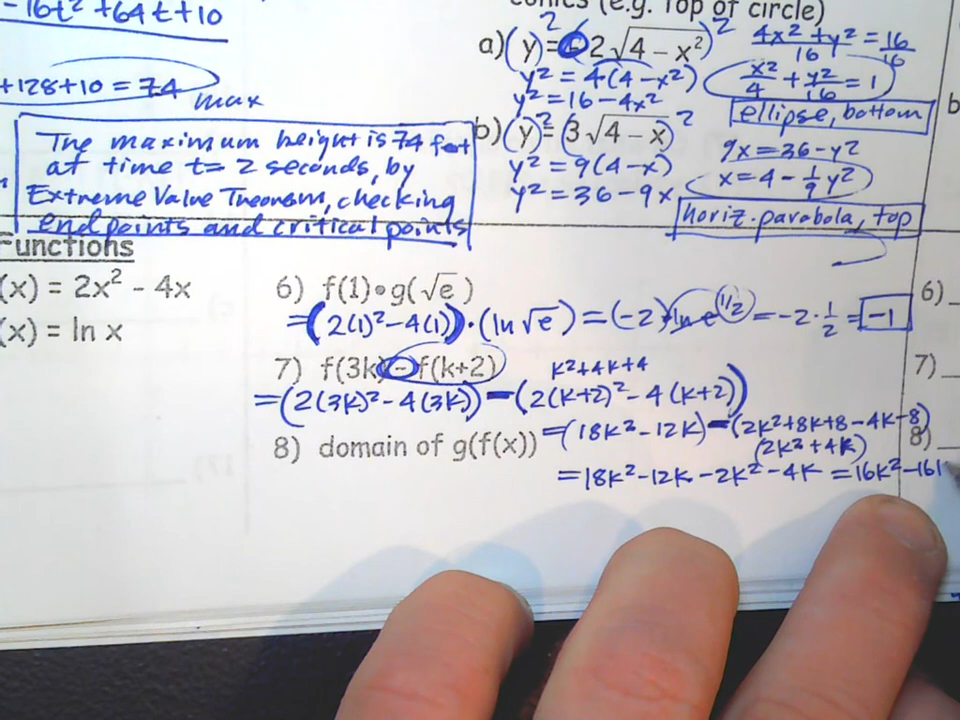 -16t² +64t+10
+128+10 = 74 max
The maximum height is 74 feet
at time t= 2 seconds, by
Extreme Value Theorem, checking
endpoints and critical points
(e.g. Top of circle)
a) (y)² = (-2√4 - x²)²
y² = 4(4-x²)
y² = 16-4x²
4x²+y²/16 = 16/16
x²/4 + y²/16 = 1
ellipse, bottom
b) (y)² = (3√4 - x)²
y² = 9(4-x)
y² = 36-9x
9x=36-y²
x=4-1/9y²
horiz. parabola, top
b
Functions
(x) = 2x² - 4x
(x) = ln x
6) f(1)•g(√e)
=(2(1)²-4(1))·(ln√e)=(-2)·ln e^(1/2) = -2·1/2 = -1
7) f(3k) - f(k+2)
k²+4k+4
=(2(3k)²-4(3k))-(2(k+2)²-4(k+2))
=(18k²-12k)-(2k²+8k+8-4k-8)
(2k²+4k)
=18k²-12k-2k²-4k =16k²-16
8) domain of g(f(x))
6)
7)
8)